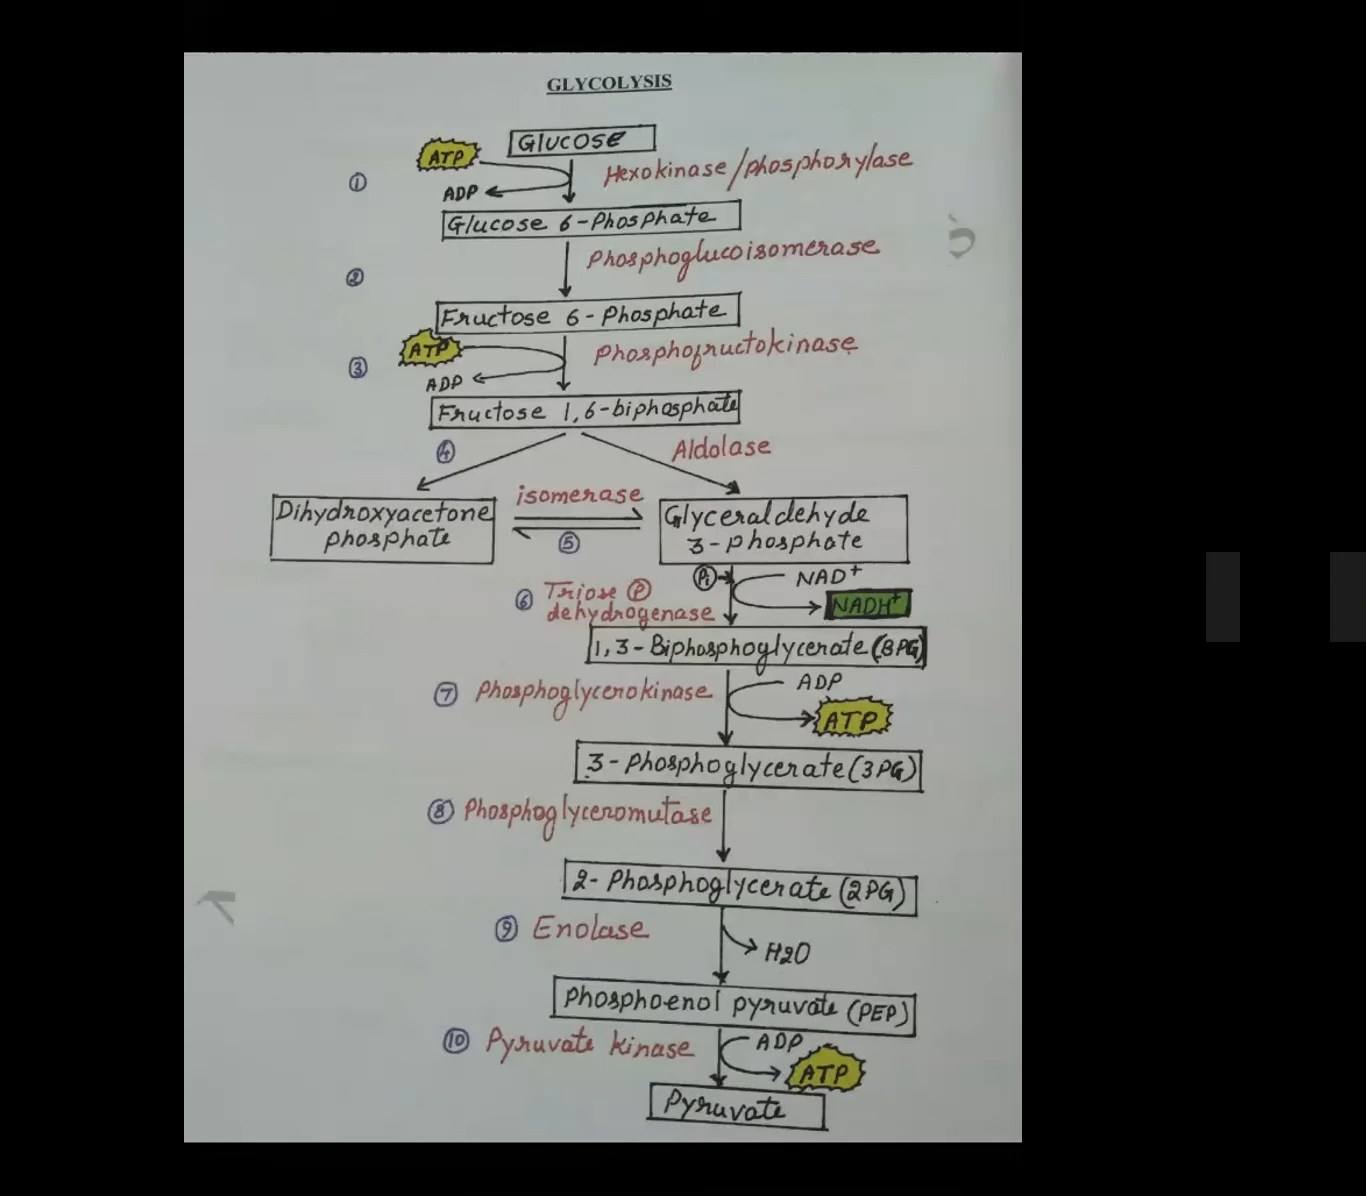 GLYCOLYSIS
Glucose
ATP
Hexokinase/phosphorylase
①
ADP
Glucose 6-Phosphate
Phosphoglucoisomerase
②
Fructose 6-Phosphate
ATP
Phosphofructokinase
③
ADP
Fructose 1,6-biphosphate
④
Aldolase
isomerase
Dihydroxyacetone
phosphate
Glyceraldehyde
3-phosphate
⑤
Pi
NAD+
⑥ Triose Ⓟ
dehydrogenase
NADH+
1,3-Biphosphoglycerate (BPG)
⑦ Phosphoglycerokinase
ADP
ATP
3-Phosphoglycerate (3PG)
⑧ Phosphoglyceromutase
2-Phosphoglycerate (2PG)
⑨ Enolase
H2O
Phosphoenol pyruvate (PEP)
⑩ Pyruvate kinase
ADP
ATP
Pyruvate